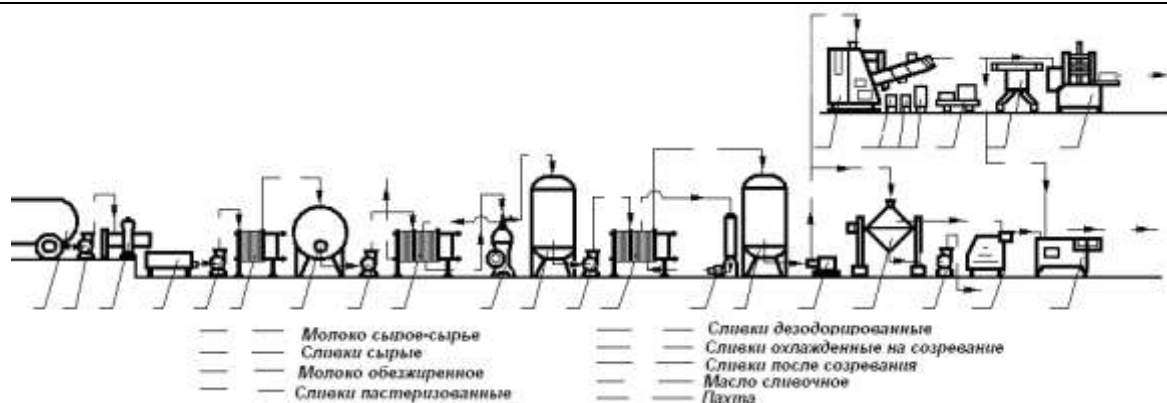 Молоко сырое-сырье
Сливки сырые
Молоко обезжиренное
Сливки пастеризованные
Сливки дезодорированные
Сливки охлажденные на созревание
Сливки после созревания
Масло сливочное
Пахта